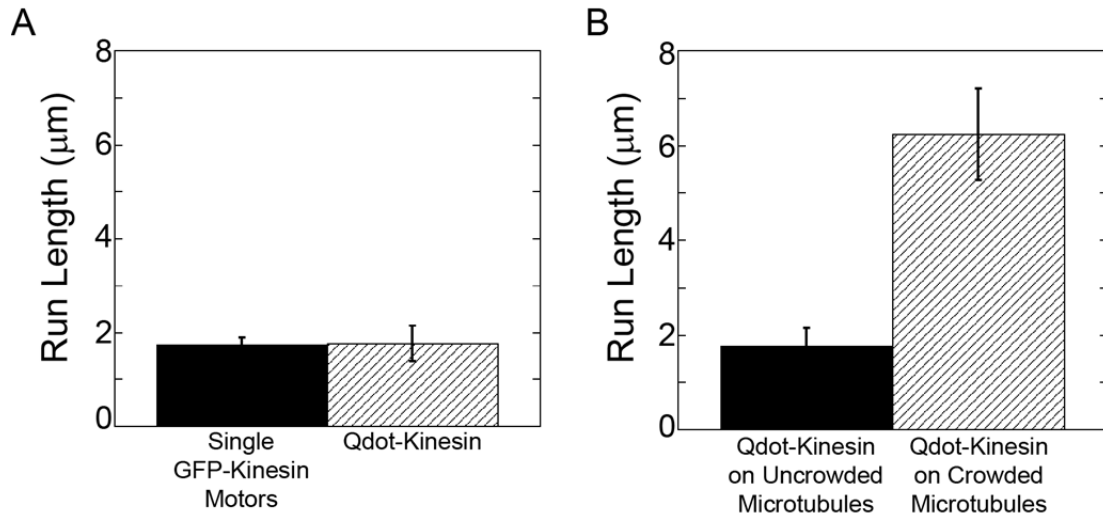 A
Run Length (μm)
8
6
4
2
0
Single
GFP-Kinesin
Motors
Qdot-Kinesin
B
Run Length (μm)
8
6
4
2
0
Qdot-Kinesin
on Uncrowded
Microtubules
Qdot-Kinesin
on Crowded
Microtubules